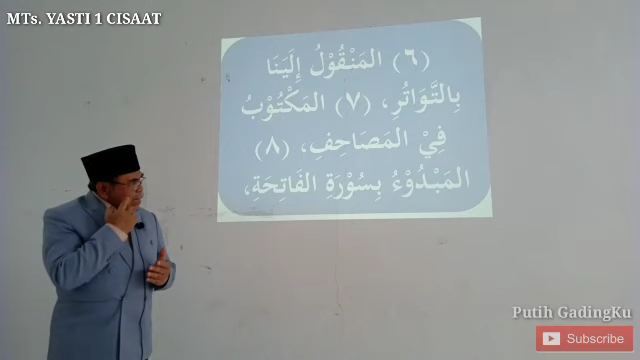 MTs. YASTI 1 CISAAT
(٦) المَنْقُوْلُ إِلَيْنَا
بِالتَّوَاتُرِ، (٧) المَكْتُوْبُ
فِيْ المَصَاحِفِ، (٨)
المَبْدُوْءُ بِسُوْرَةِ الفَاتِحَةِ،
Putih GadingKu
Subscribe